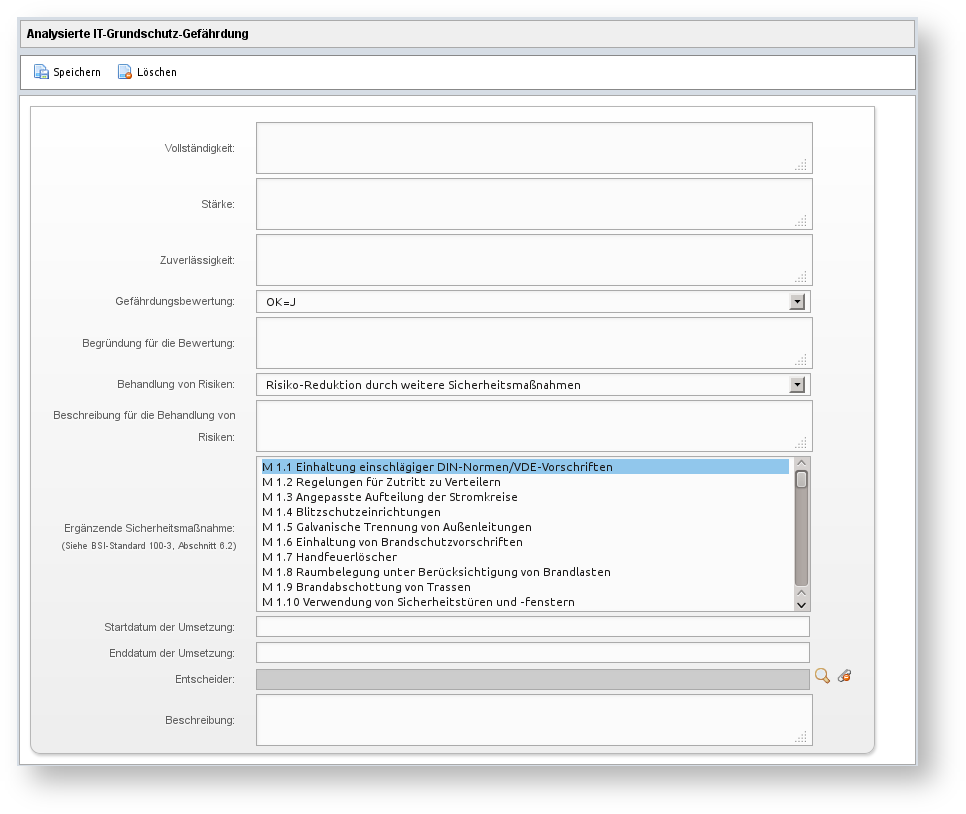 Analysierte IT-Grundschutz-Gefährdung
Speichern Löschen
Vollständigkeit:
Stärke:
Zuverlässigkeit:
Gefährdungsbewertung: OK=J
Begründung für die Bewertung:
Behandlung von Risiken: Risiko-Reduktion durch weitere Sicherheitsmaßnahmen
Beschreibung für die Behandlung von
Risiken:
Ergänzende Sicherheitsmaßnahme:
(Siehe BSI-Standard 100-3, Abschnitt 6.2)
M 1.1 Einhaltung einschlägiger DIN-Normen/VDE-Vorschriften
M 1.2 Regelungen für Zutritt zu Verteilern
M 1.3 Angepasste Aufteilung der Stromkreise
M 1.4 Blitzschutzeinrichtungen
M 1.5 Galvanische Trennung von Außenleitungen
M 1.6 Einhaltung von Brandschutzvorschriften
M 1.7 Handfeuerlöscher
M 1.8 Raumbelegung unter Berücksichtigung von Brandlasten
M 1.9 Brandabschottung von Trassen
M 1.10 Verwendung von Sicherheitstüren und -fenstern
Startdatum der Umsetzung:
Enddatum der Umsetzung:
Entscheider:
Beschreibung: